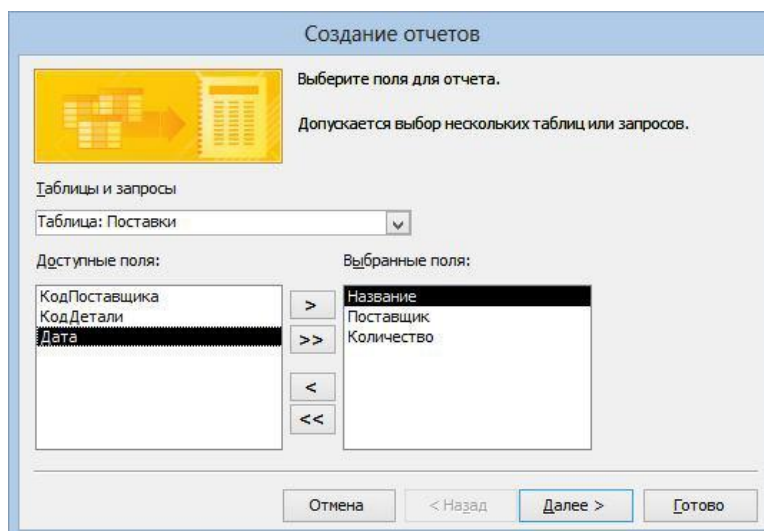 Создание отчетов
Выберите поля для отчета.
Допускается выбор нескольких таблиц или запросов.
Таблицы и запросы
Таблица: Поставки
Доступные поля:
Выбранные поля:
КодПоставщика
КодДетали
Дата
>
>>
<
<<
Название
Поставщик
Количество
Отмена
< Назад
Далее >
Готово